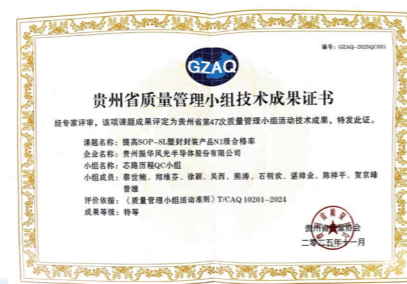 编号：GZAQ-2025QC055
GZAQ
贵州省质量管理小组技术成果证书
经专家评审，该项课题成果评定为贵州省第47次质量管理小组活动技术成果，特发此证。
课题名称：提高SOP-8L塑封封装产品N1级合格率
企业名称：贵州振华风光半导体股份有限公司
小组名称：芯路历程QC小组
小组成员：蔡世 、郑维芬、徐颖、吴西、熊涛、石明欢、谌帅业、陈祥平、贺京峰
曾雄
评价依据：《质量管理小组活动准则》T/CAQ 10201-2024
成果等级：特等
贵州省质量协会
二零二五年十一月